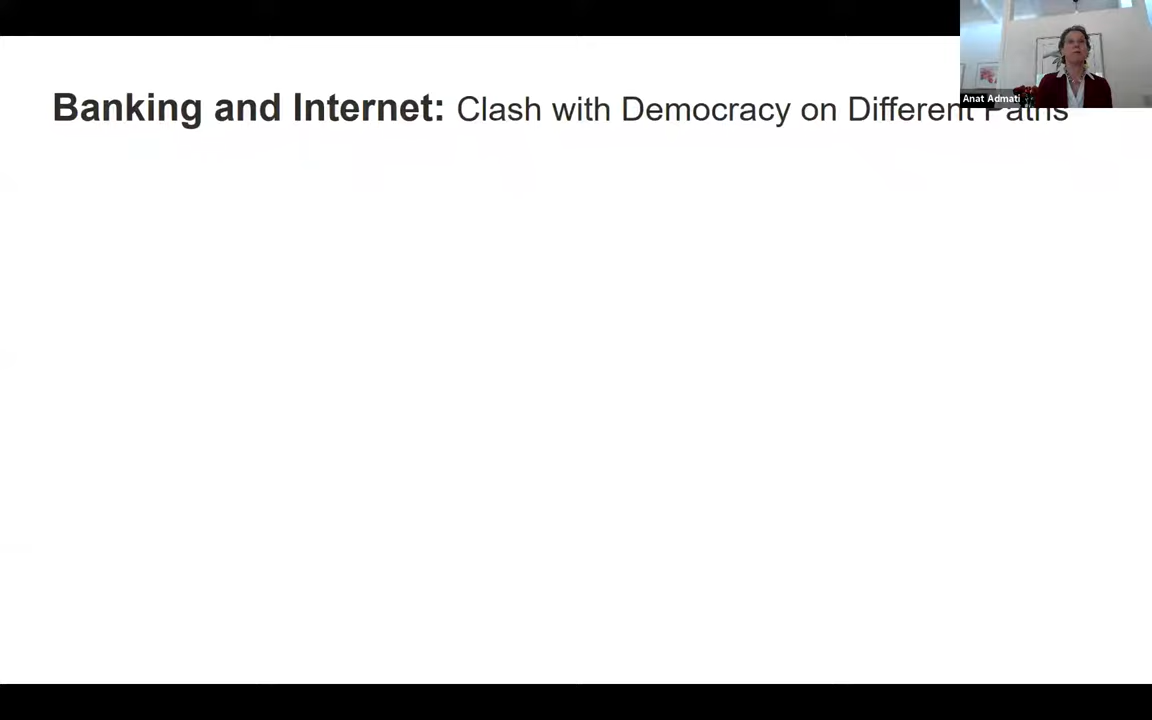 Banking and Internet: Clash with Democracy on Different Paths
Anat Admati